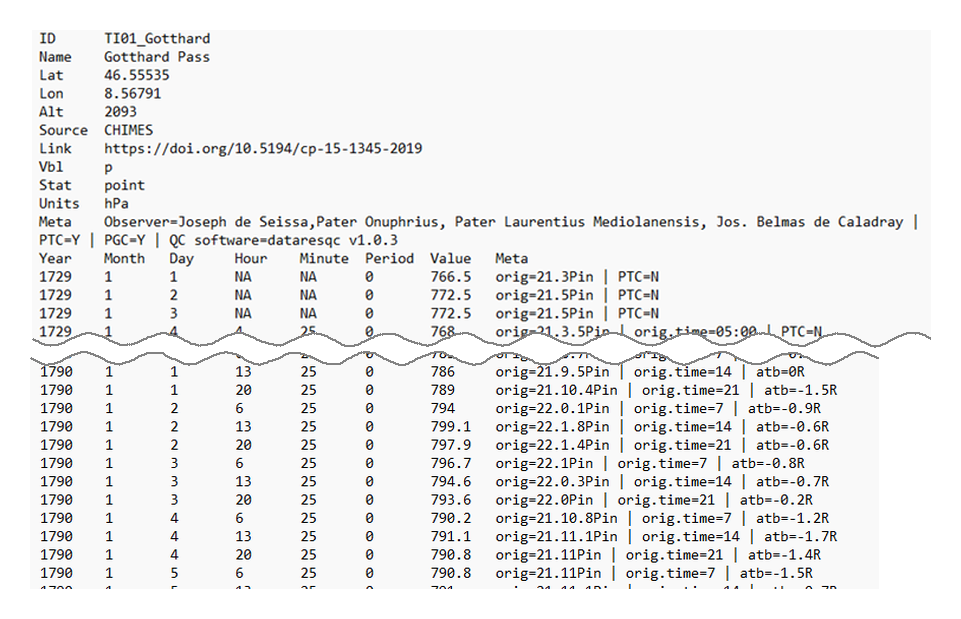 ID TI01_Gotthard
Name Gotthard Pass
Lat 46.55535
Lon 8.56791
Alt 2093
Source CHIMES
Link https://doi.org/10.5194/cp-15-1345-2019
Vbl p
Stat point
Units hPa
Meta Observer=Joseph de Seissa,Pater Onuphrius, Pater Laurentius Mediolanensis, Jos. Belmas de Caladray |
PTC=Y | PGC=Y | QC software=dataresqc v1.0.3
Year Month Day Hour Minute Period Value Meta
1729 1 1 NA NA 0 766.5 orig=21.3Pin | PTC=N
1729 1 2 NA NA 0 772.5 orig=21.5Pin | PTC=N
1729 1 3 NA NA 0 772.5 orig=21.5Pin | PTC=N
1729 1 4 4 25 0 768 orig=21.3.5Pin | orig.time=05:00 | PTC=N
1790 1 1 13 25 0 786 orig=21.9.5Pin | orig.time=14 | atb=0R
1790 1 1 20 25 0 789 orig=21.10.4Pin | orig.time=21 | atb=-1.5R
1790 1 2 6 25 0 794 orig=22.0.1Pin | orig.time=7 | atb=-0.9R
1790 1 2 13 25 0 799.1 orig=22.1.8Pin | orig.time=14 | atb=-0.6R
1790 1 2 20 25 0 797.9 orig=22.1.4Pin | orig.time=21 | atb=-0.6R
1790 1 3 6 25 0 796.7 orig=22.1Pin | orig.time=7 | atb=-0.8R
1790 1 3 13 25 0 794.6 orig=22.0.3Pin | orig.time=14 | atb=-0.7R
1790 1 3 20 25 0 793.6 orig=22.0Pin | orig.time=21 | atb=-0.2R
1790 1 4 6 25 0 790.2 orig=21.10.8Pin | orig.time=7 | atb=-1.2R
1790 1 4 13 25 0 791.1 orig=21.11.1Pin | orig.time=14 | atb=-1.7R
1790 1 4 20 25 0 790.8 orig=21.11Pin | orig.time=21 | atb=-1.4R
1790 1 5 6 25 0 790.8 orig=21.11Pin | orig.time=7 | atb=-1.5R